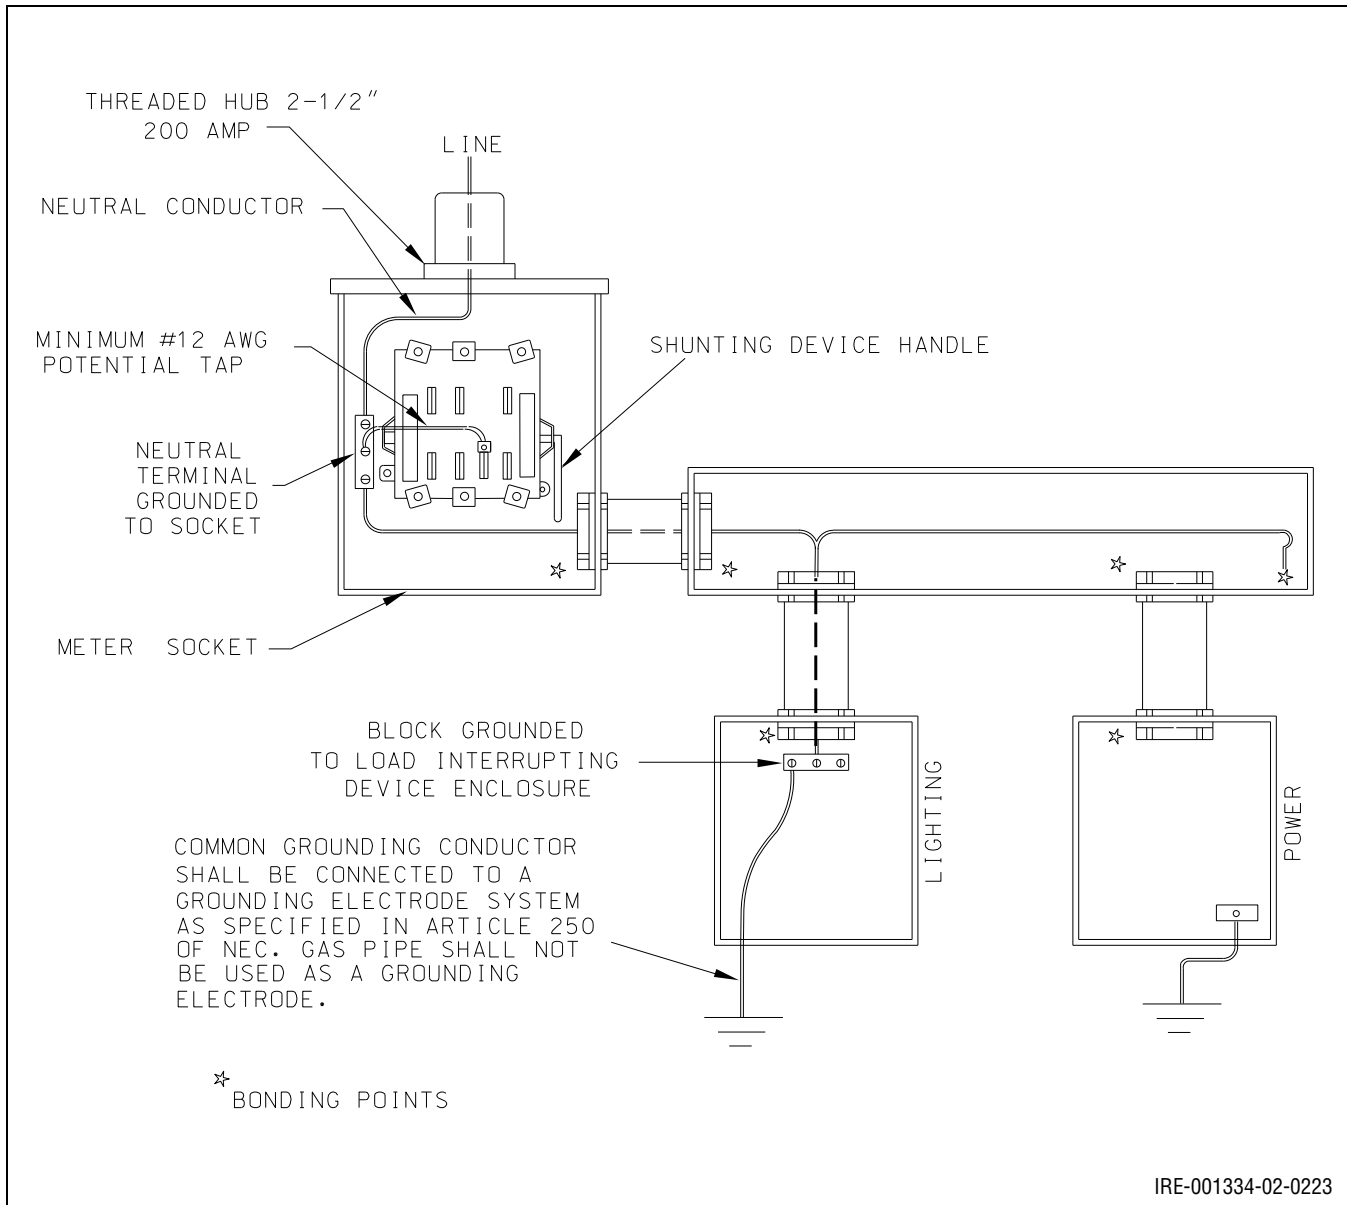 THREADED HUB 2-1/2"
200 AMP
LINE
NEUTRAL CONDUCTOR
MINIMUM #12 AWG
POTENTIAL TAP
SHUNTING DEVICE HANDLE
NEUTRAL
TERMINAL
GROUNDED
TO SOCKET
METER SOCKET
BLOCK GROUNDED
TO LOAD INTERRUPTING
DEVICE ENCLOSURE
LIGHTING
POWER
COMMON GROUNDING CONDUCTOR
SHALL BE CONNECTED TO A
GROUNDING ELECTRODE SYSTEM
AS SPECIFIED IN ARTICLE 250
OF NEC. GAS PIPE SHALL NOT
BE USED AS A GROUNDING
ELECTRODE.
BONDING POINTS
IRE-001334-02-0223